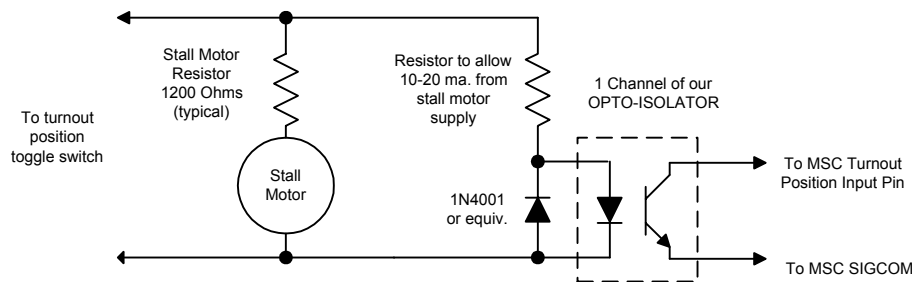 Stall Motor
Resistor
1200 Ohms
(typical)
Resistor to allow
10-20 ma. from
stall motor
supply
1 Channel of our
OPTO-ISOLATOR
To turnout
position
toggle switch
Stall
Motor
1N4001
or equiv.
To MSC Turnout
Position Input Pin
To MSC SIGCOM